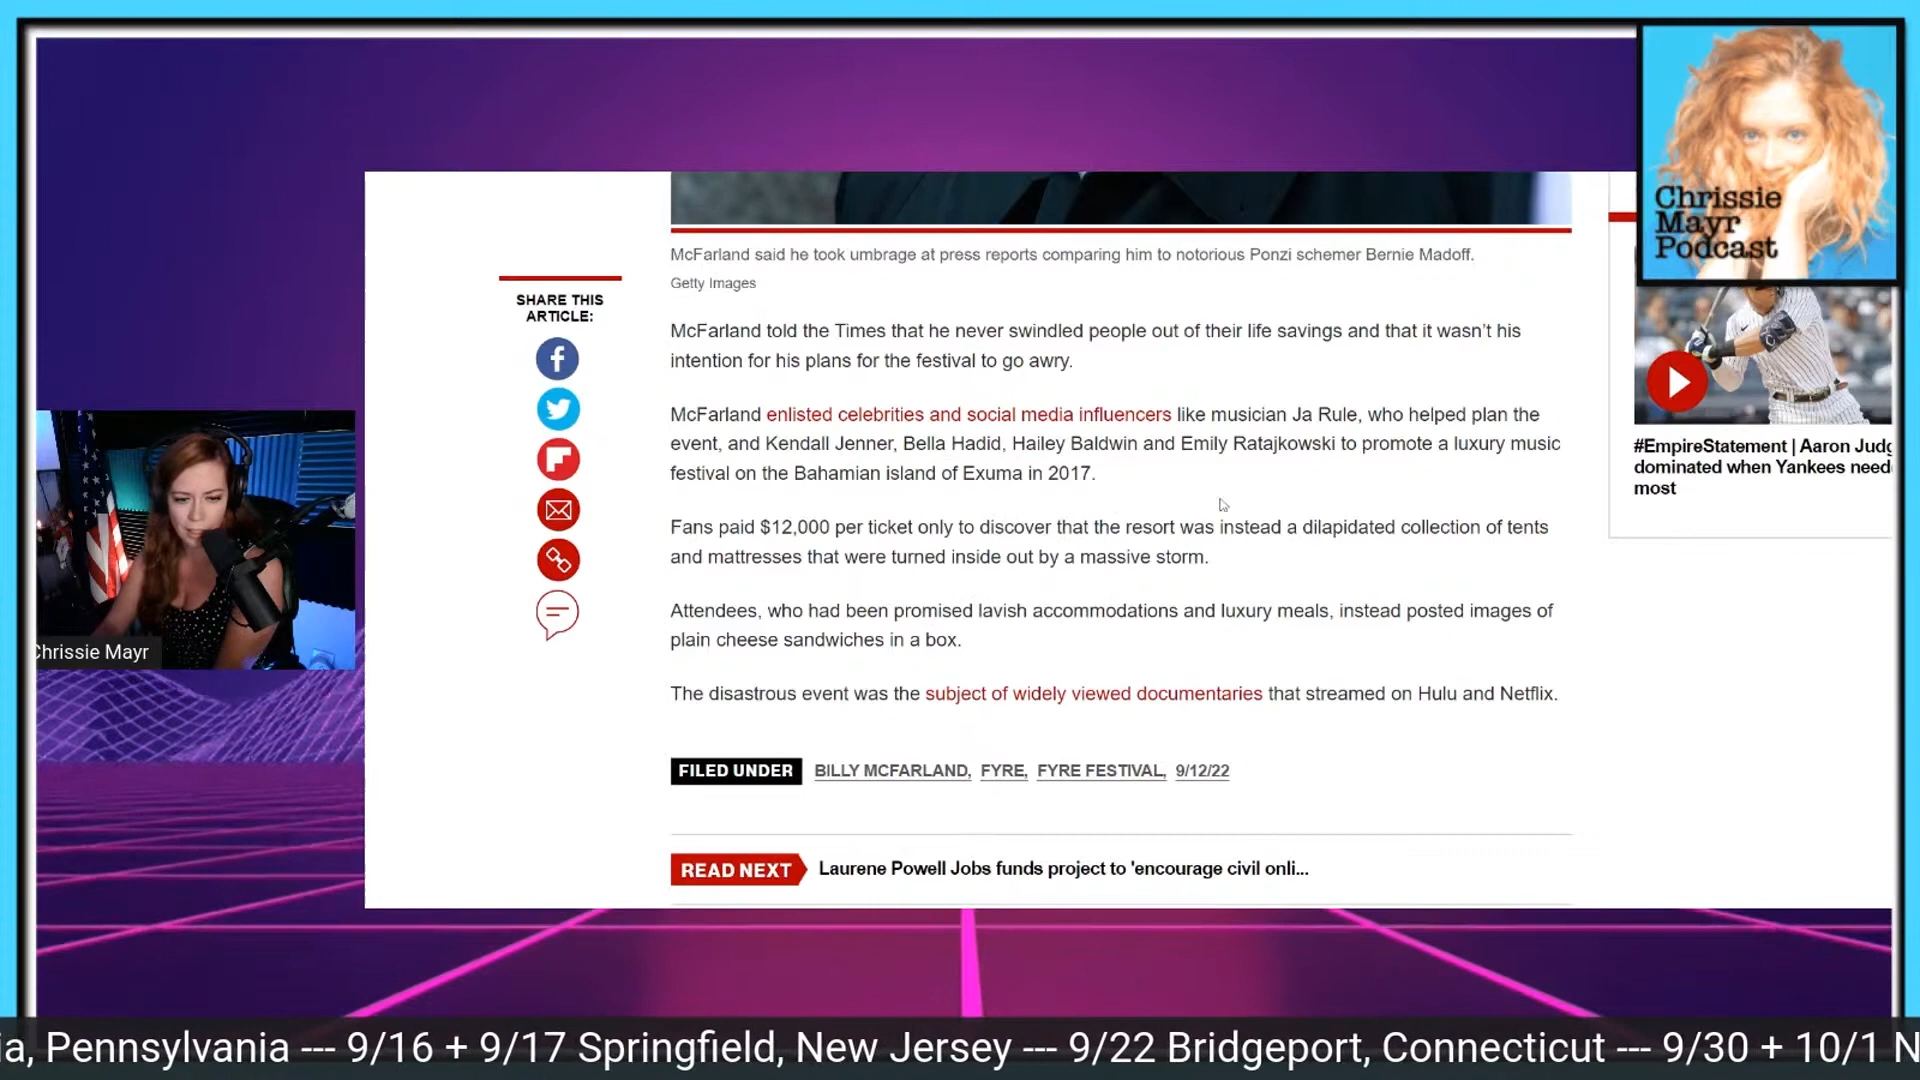 Chrissie
Mayr
Podcast
McFarland said he took umbrage at press reports comparing him to notorious Ponzi schemer Bernie Madoff.
Getty Images
SHARE THIS
ARTICLE:
McFarland told the Times that he never swindled people out of their life savings and that it wasn't his
intention for his plans for the festival to go awry.
McFarland enlisted celebrities and social media influencers like musician Ja Rule, who helped plan the
event, and Kendall Jenner, Bella Hadid, Hailey Baldwin and Emily Ratajkowski to promote a luxury music
festival on the Bahamian island of Exuma in 2017.
Fans paid $12,000 per ticket only to discover that the resort was instead a dilapidated collection of tents
and mattresses that were turned inside out by a massive storm.
Attendees, who had been promised lavish accommodations and luxury meals, instead posted images of
plain cheese sandwiches in a box.
The disastrous event was the subject of widely viewed documentaries that streamed on Hulu and Netflix.
FILED UNDER BILLY MCFARLAND, FYRE, FYRE FESTIVAL, 9/12/22
READ NEXT Laurene Powell Jobs funds project to 'encourage civil onli...
#EmpireStatement | Aaron Judg
dominated when Yankees need
most
Chrissie Mayr
ia, Pennsylvania --- 9/16 + 9/17 Springfield, New Jersey --- 9/22 Bridgeport, Connecticut --- 9/30 + 10/1 N